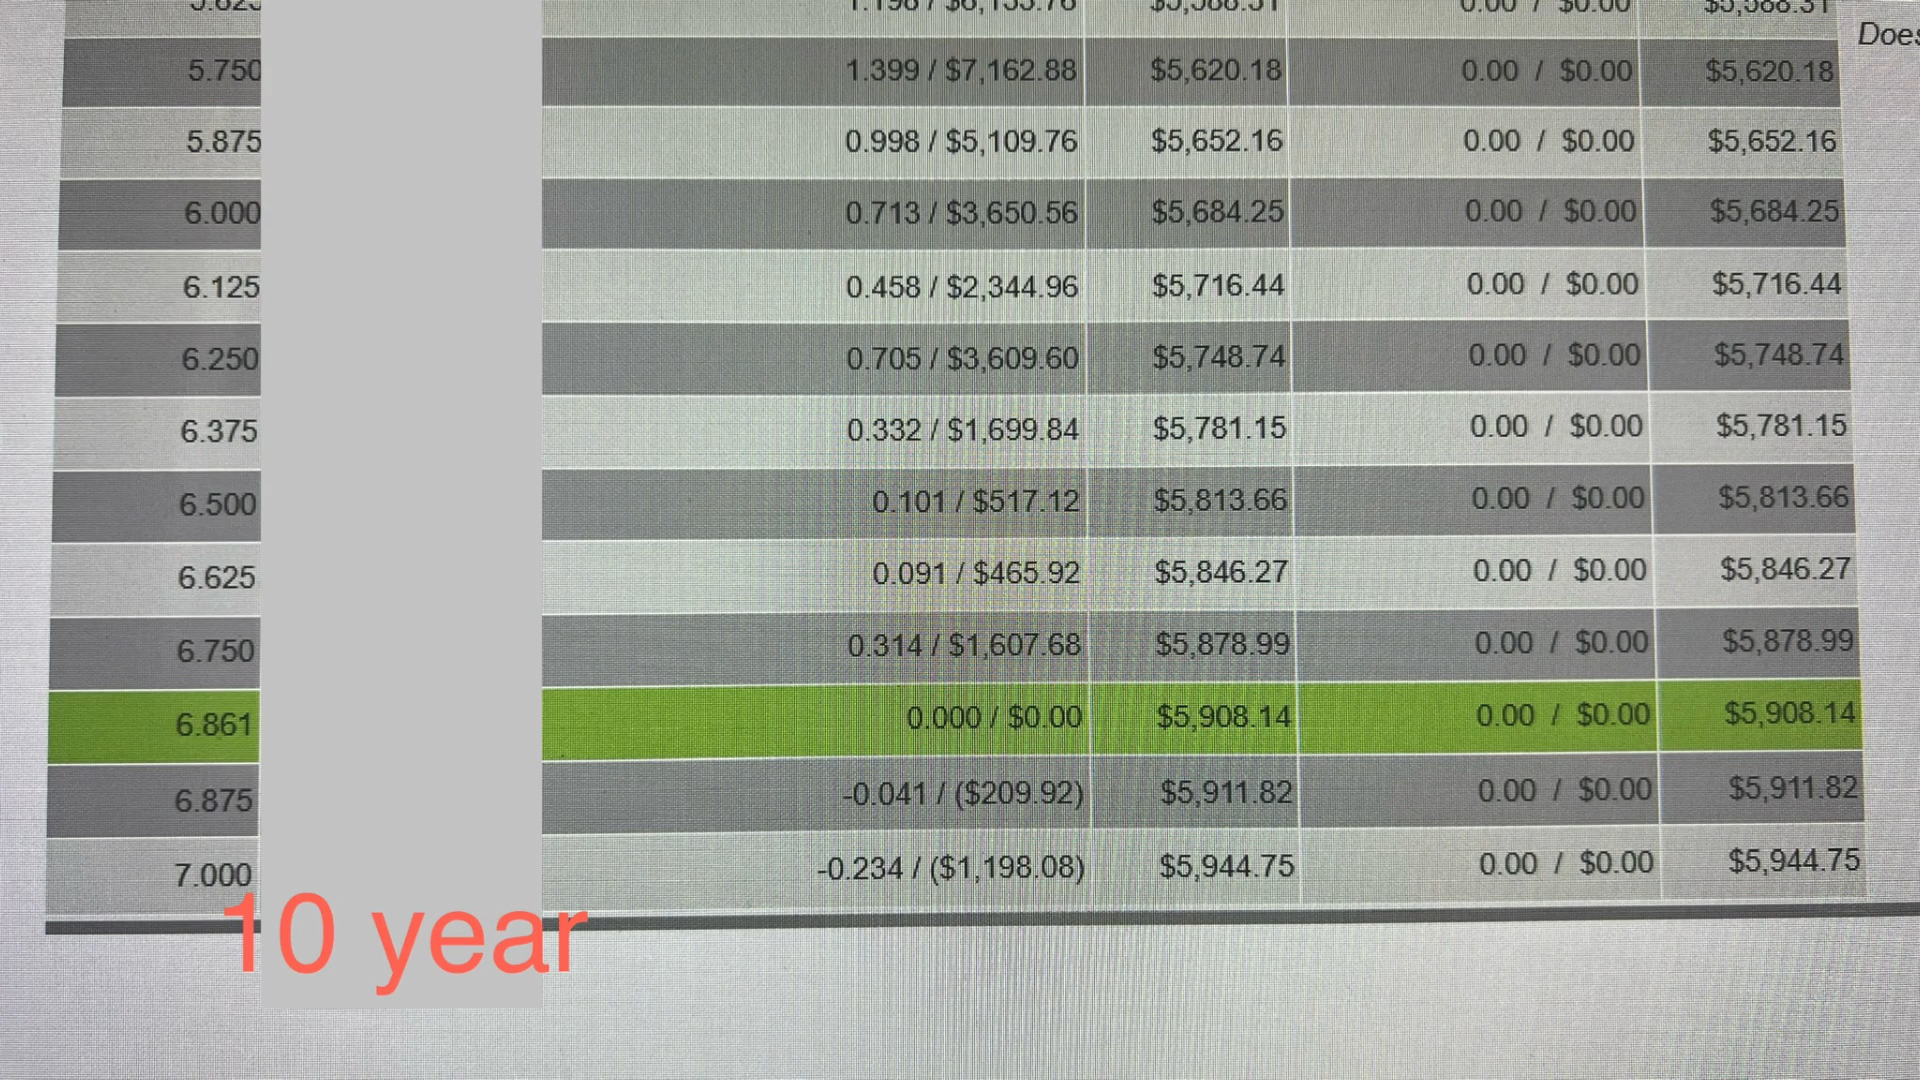 Does
5.750 1.399 / $7,162.88 $5,620.18 0.00 / $0.00 $5,620.18
5.875 0.998 / $5,109.76 $5,652.16 0.00 / $0.00 $5,652.16
6.000 0.713 / $3,650.56 $5,684.25 0.00 / $0.00 $5,684.25
6.125 0.458 / $2,344.96 $5,716.44 0.00 / $0.00 $5,716.44
6.250 0.705 / $3,609.60 $5,748.74 0.00 / $0.00 $5,748.74
6.375 0.332 / $1,699.84 $5,781.15 0.00 / $0.00 $5,781.15
6.500 0.101 / $517.12 $5,813.66 0.00 / $0.00 $5,813.66
6.625 0.091 / $465.92 $5,846.27 0.00 / $0.00 $5,846.27
6.750 0.314 / $1,607.68 $5,878.99 0.00 / $0.00 $5,878.99
6.861 0.000 / $0.00 $5,908.14 0.00 / $0.00 $5,908.14
6.875 -0.041 / ($209.92) $5,911.82 0.00 / $0.00 $5,911.82
7.000 -0.234 / ($1,198.08) $5,944.75 0.00 / $0.00 $5,944.75
10 year